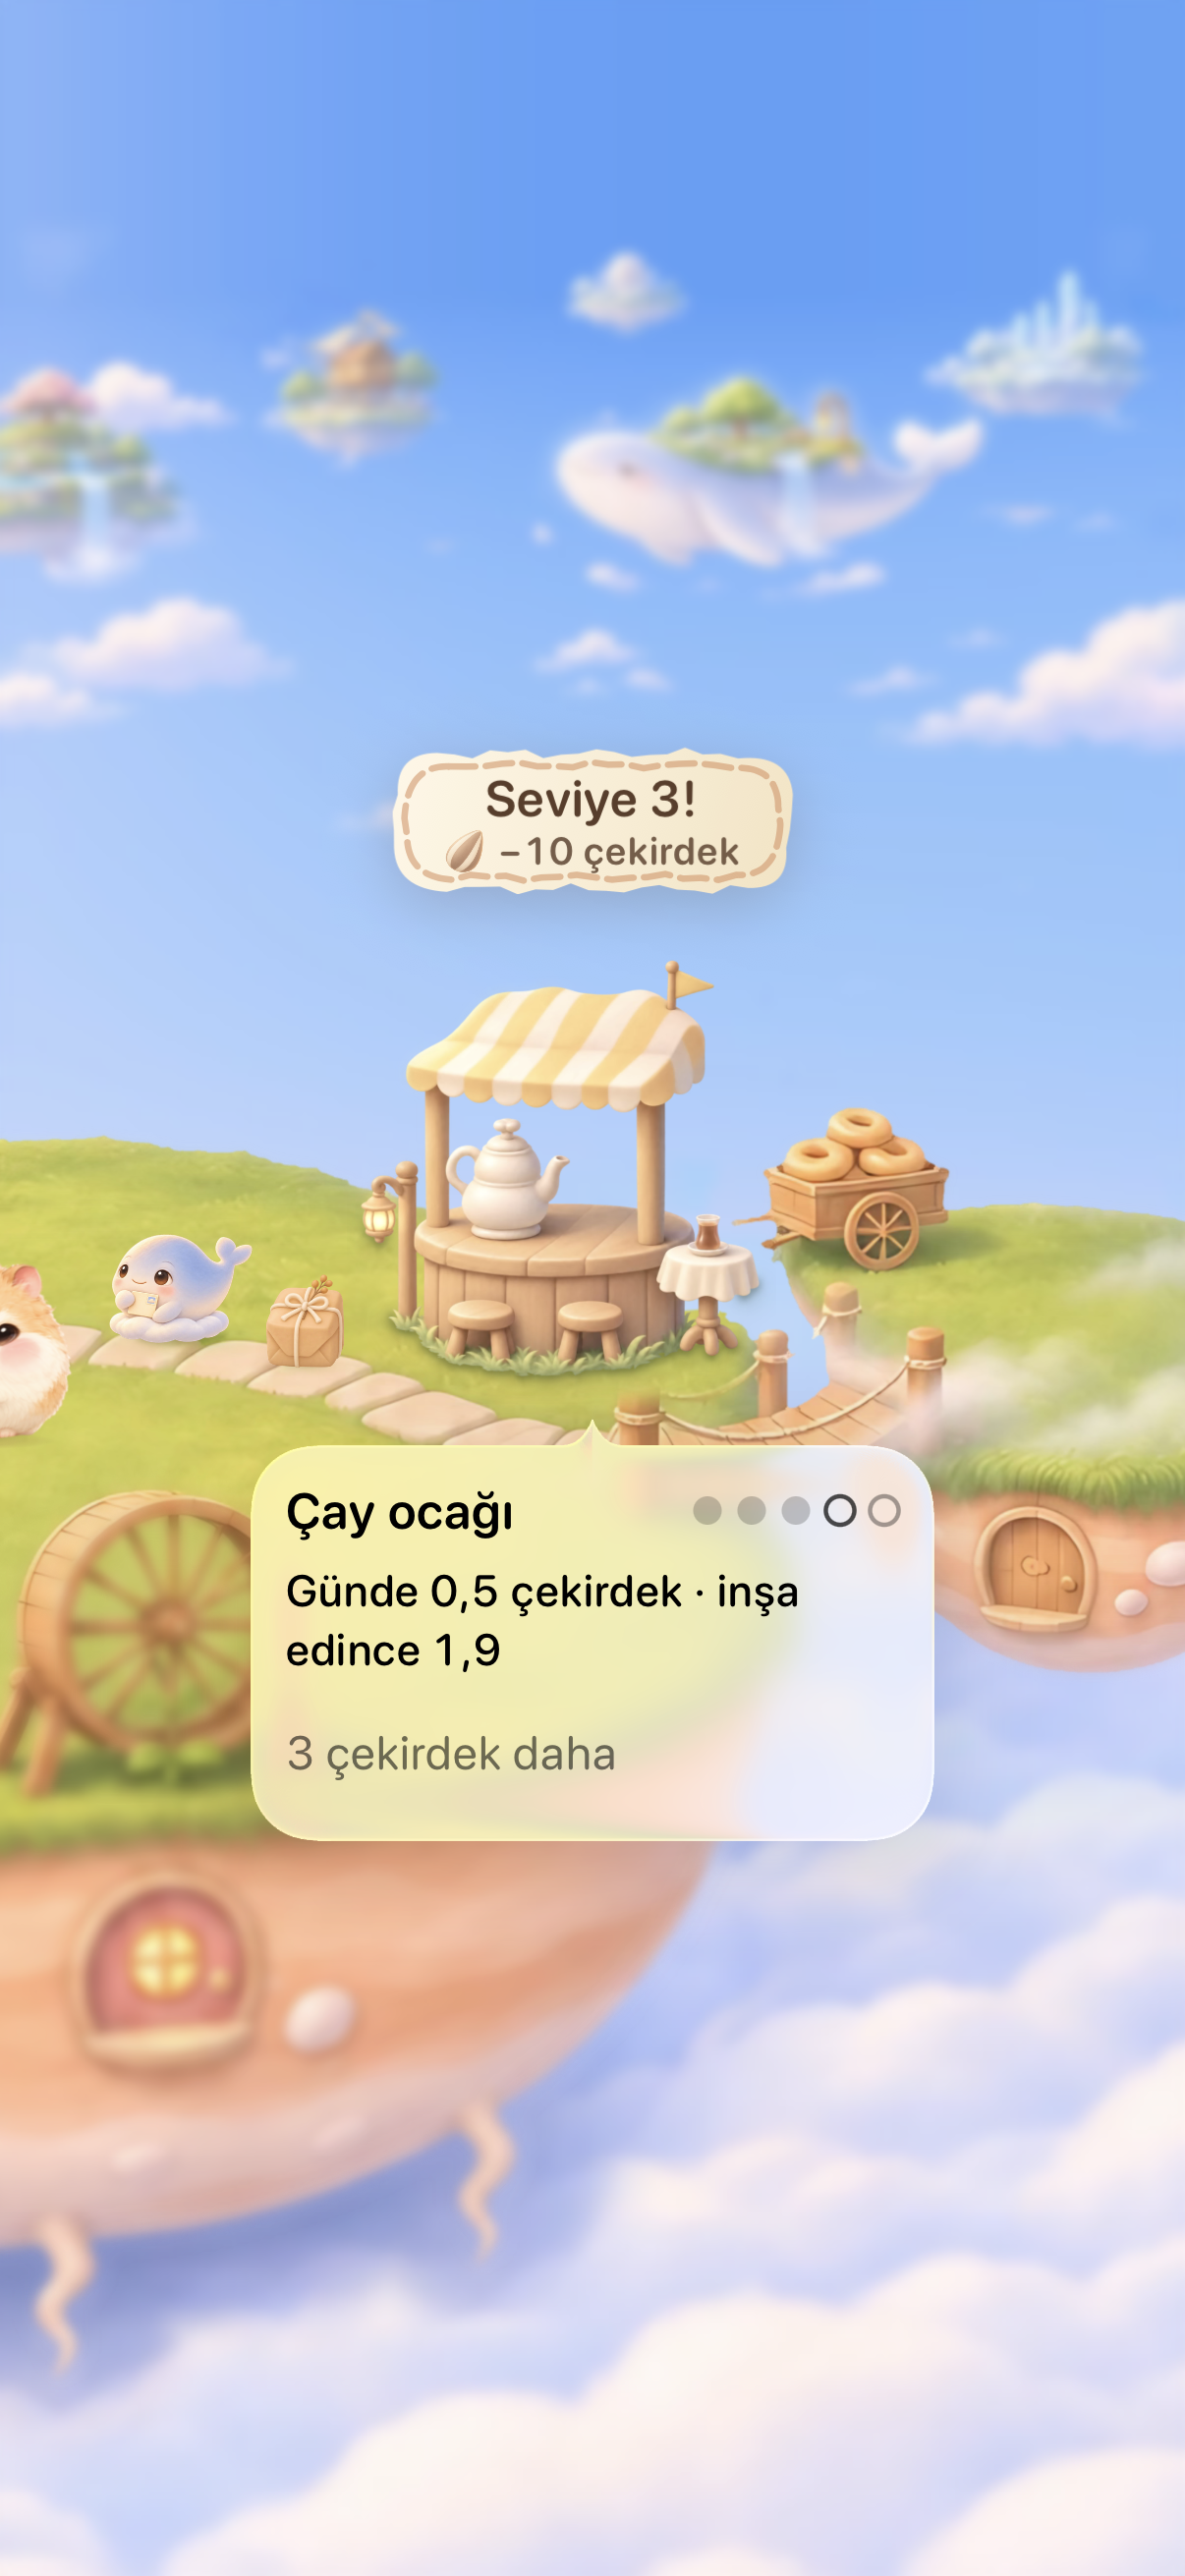 Seviye 3!
−10 çekirdek
Çay ocağı
Günde 0,5 çekirdek · inşa
edince 1,9
3 çekirdek daha